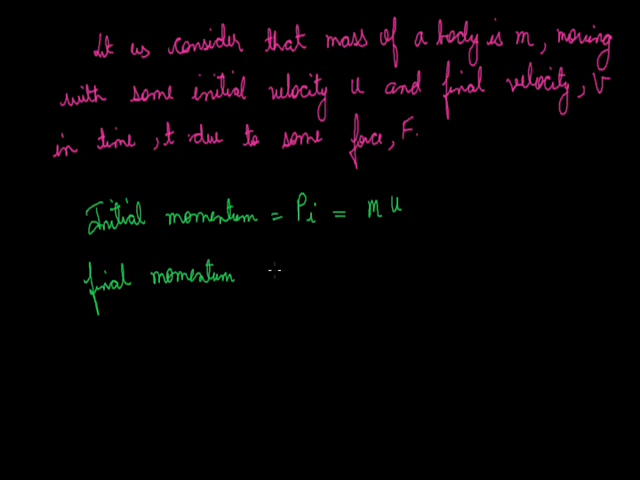 Let us consider that mass of a body is m, moving
with some initial velocity u and final velocity, V
in time, t due to some force, F.
Initial momentum = Pi = m u
final momentum